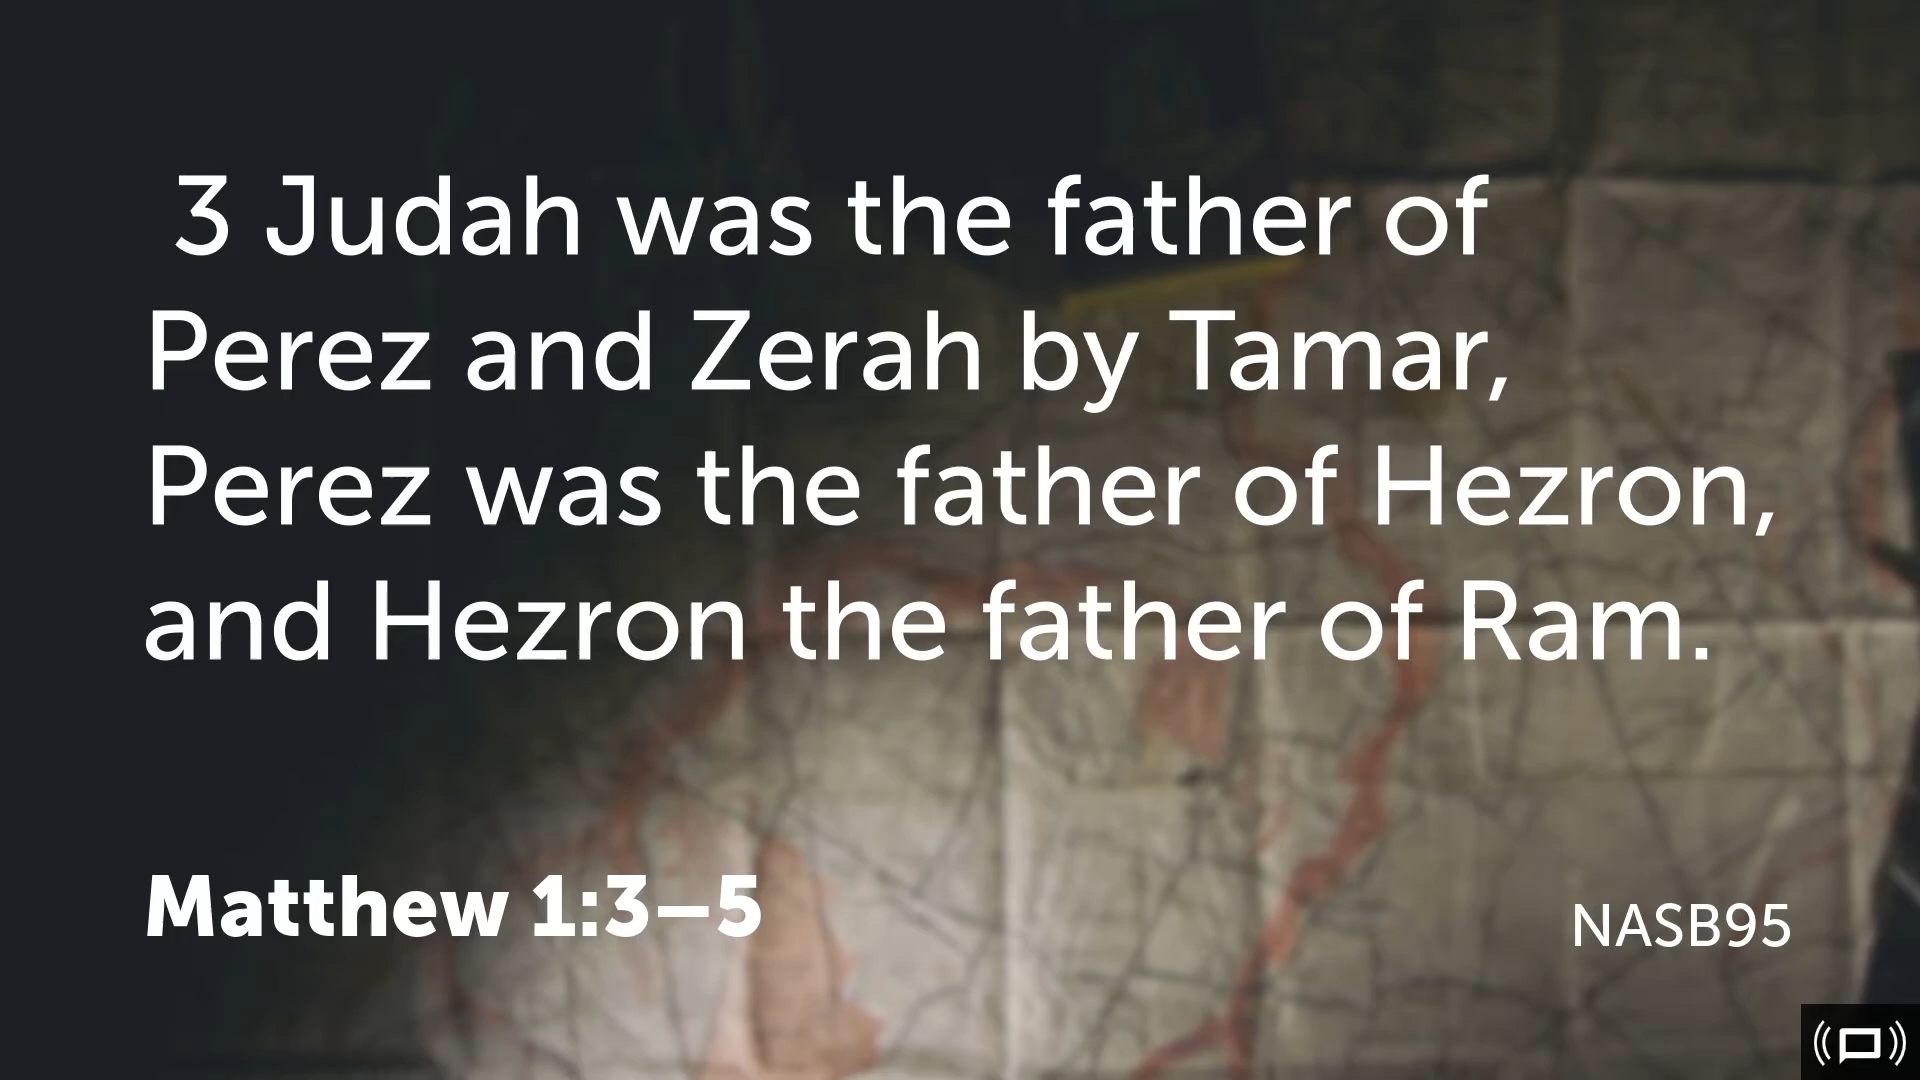 3 Judah was the father of
Perez and Zerah by Tamar,
Perez was the father of Hezron,
and Hezron the father of Ram.
Matthew 1:3–5
NASB95